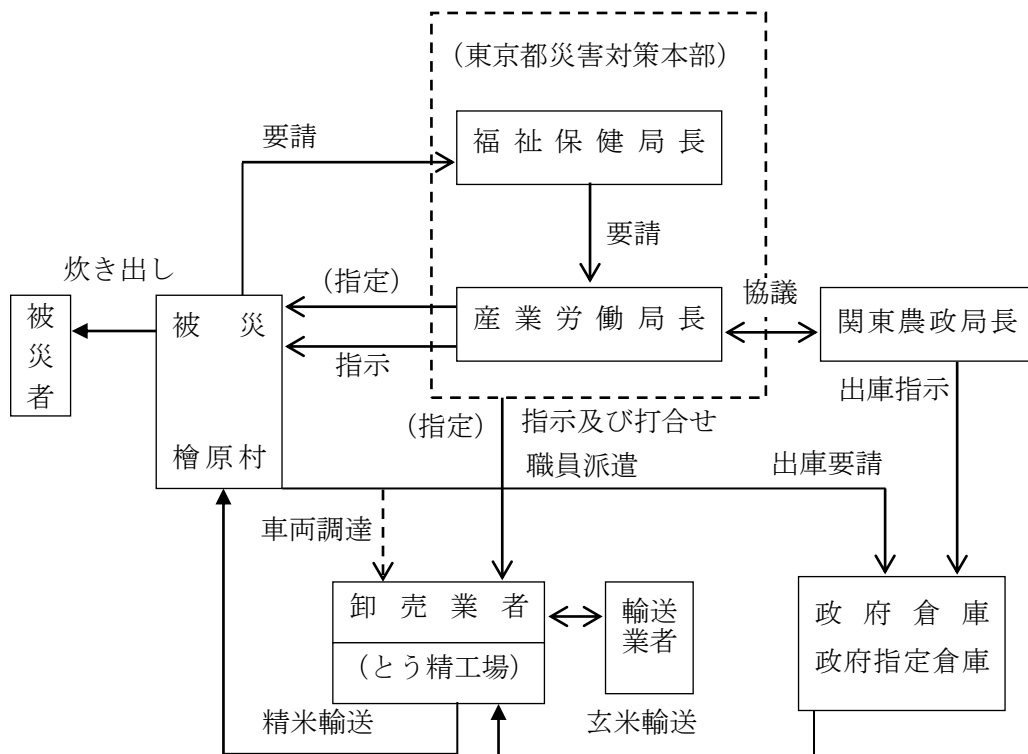 （東京都災害対策本部）
要請
福祉保健局長
要請
炊き出し
（指定）
協議
被災者
被災
檜原村
産業労働局長
関東農政局長
指示
出庫指示
（指定）
指示及び打合せ
職員派遣
出庫要請
車両調達
卸売業者
（とう精工場）
輸送
業者
政府倉庫
政府指定倉庫
精米輸送
玄米輸送